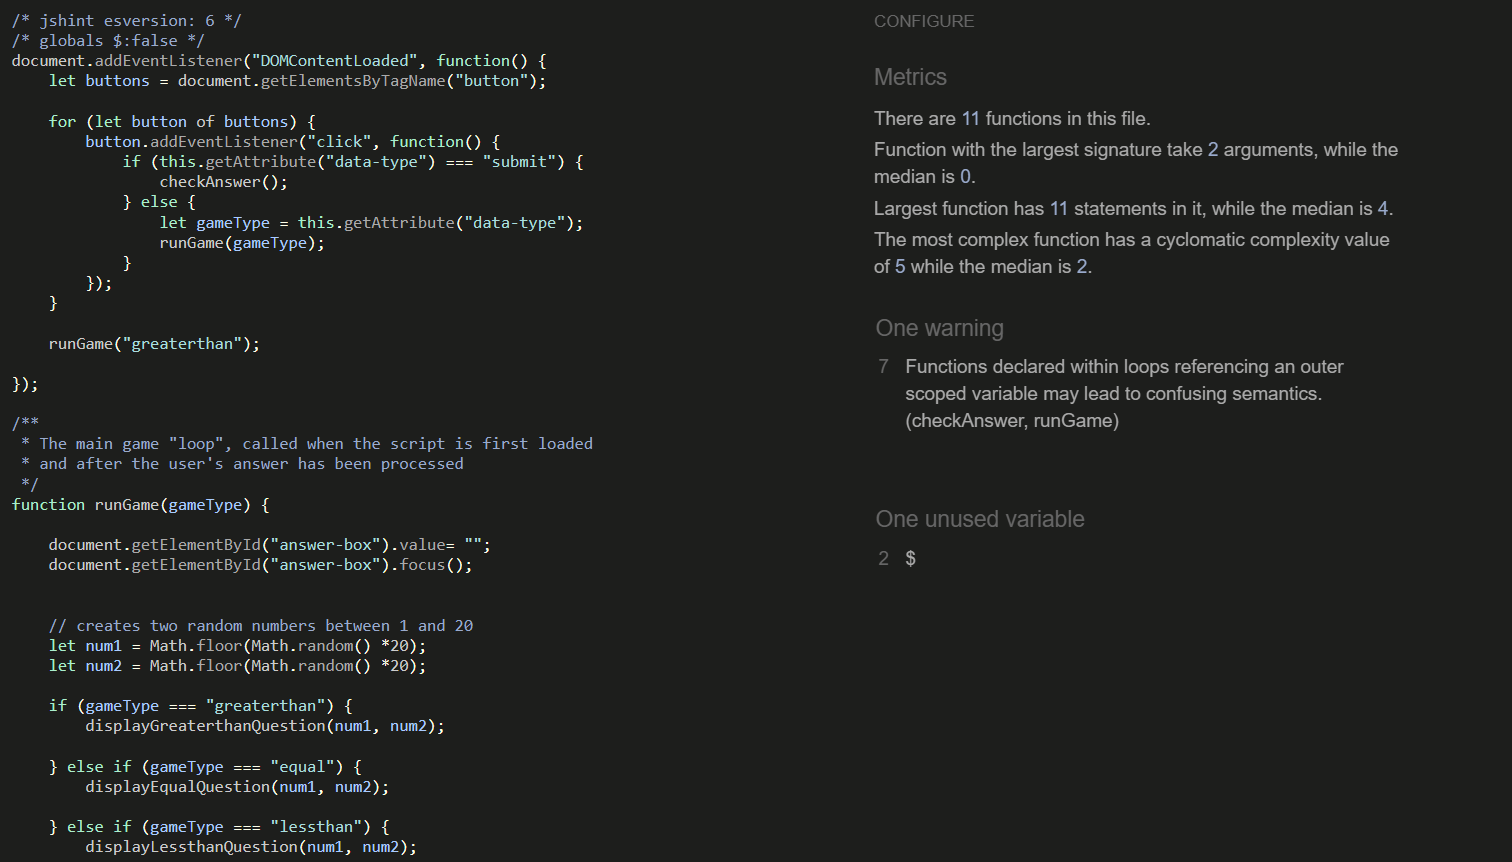 /* jshint esversion: 6 */
/* globals $:false */
document.addEventListener("DOMContentLoaded", function() {
    let buttons = document.getElementsByTagName("button");

    for (let button of buttons) {
        button.addEventListener("click", function() {
            if (this.getAttribute("data-type") === "submit") {
                checkAnswer();
            } else {
                let gameType = this.getAttribute("data-type");
                runGame(gameType);
            }
        });
    }

    runGame("greaterthan");

});

/**
 * The main game "loop", called when the script is first loaded
 * and after the user's answer has been processed
 */
function runGame(gameType) {

    document.getElementById("answer-box").value= "";
    document.getElementById("answer-box").focus();


    // creates two random numbers between 1 and 20
    let num1 = Math.floor(Math.random() *20);
    let num2 = Math.floor(Math.random() *20);

    if (gameType === "greaterthan") {
        displayGreaterthanQuestion(num1, num2);

    } else if (gameType === "equal") {
        displayEqualQuestion(num1, num2);

    } else if (gameType === "lessthan") {
        displayLessthanQuestion(num1, num2);
CONFIGURE
Metrics
There are 11 functions in this file.
Function with the largest signature take 2 arguments, while the
median is 0.
Largest function has 11 statements in it, while the median is 4.
The most complex function has a cyclomatic complexity value
of 5 while the median is 2.
One warning
7 Functions declared within loops referencing an outer
scoped variable may lead to confusing semantics.
(checkAnswer, runGame)
One unused variable
2 $